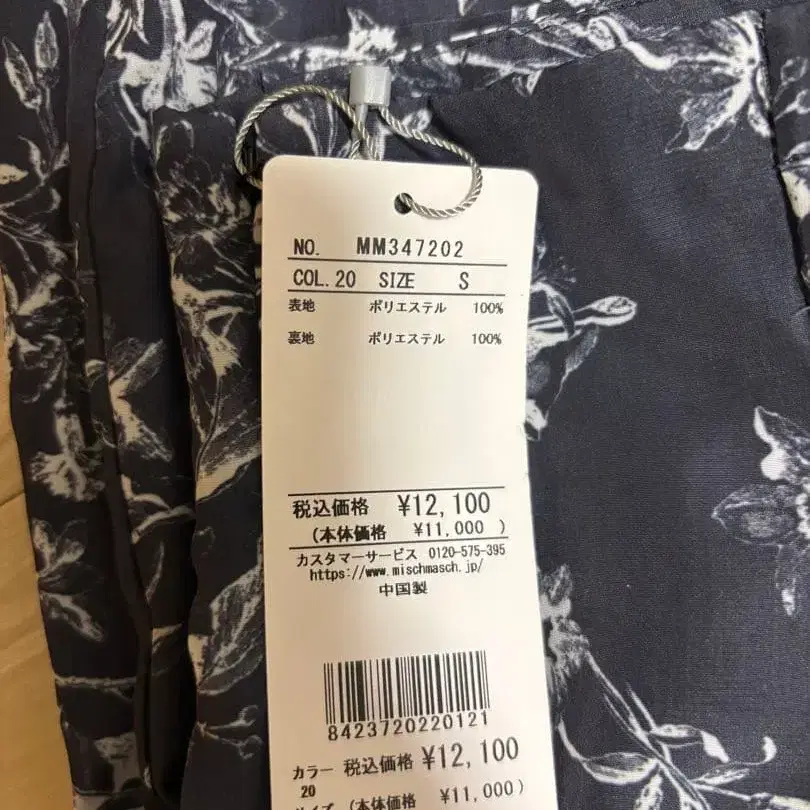 NO. MM347202
COL.20 SIZE S
表地 ポリエステル 100%
裏地 ポリエステル 100%
税込価格 ¥12,100
(本体価格 ¥11,000 )
カスタマーサービス 0120-575-395
https://www.mischmasch.jp/
中国製
8423720220121
カラー 税込価格 ¥12,100
20
サイズ (本体価格 ¥11,000)